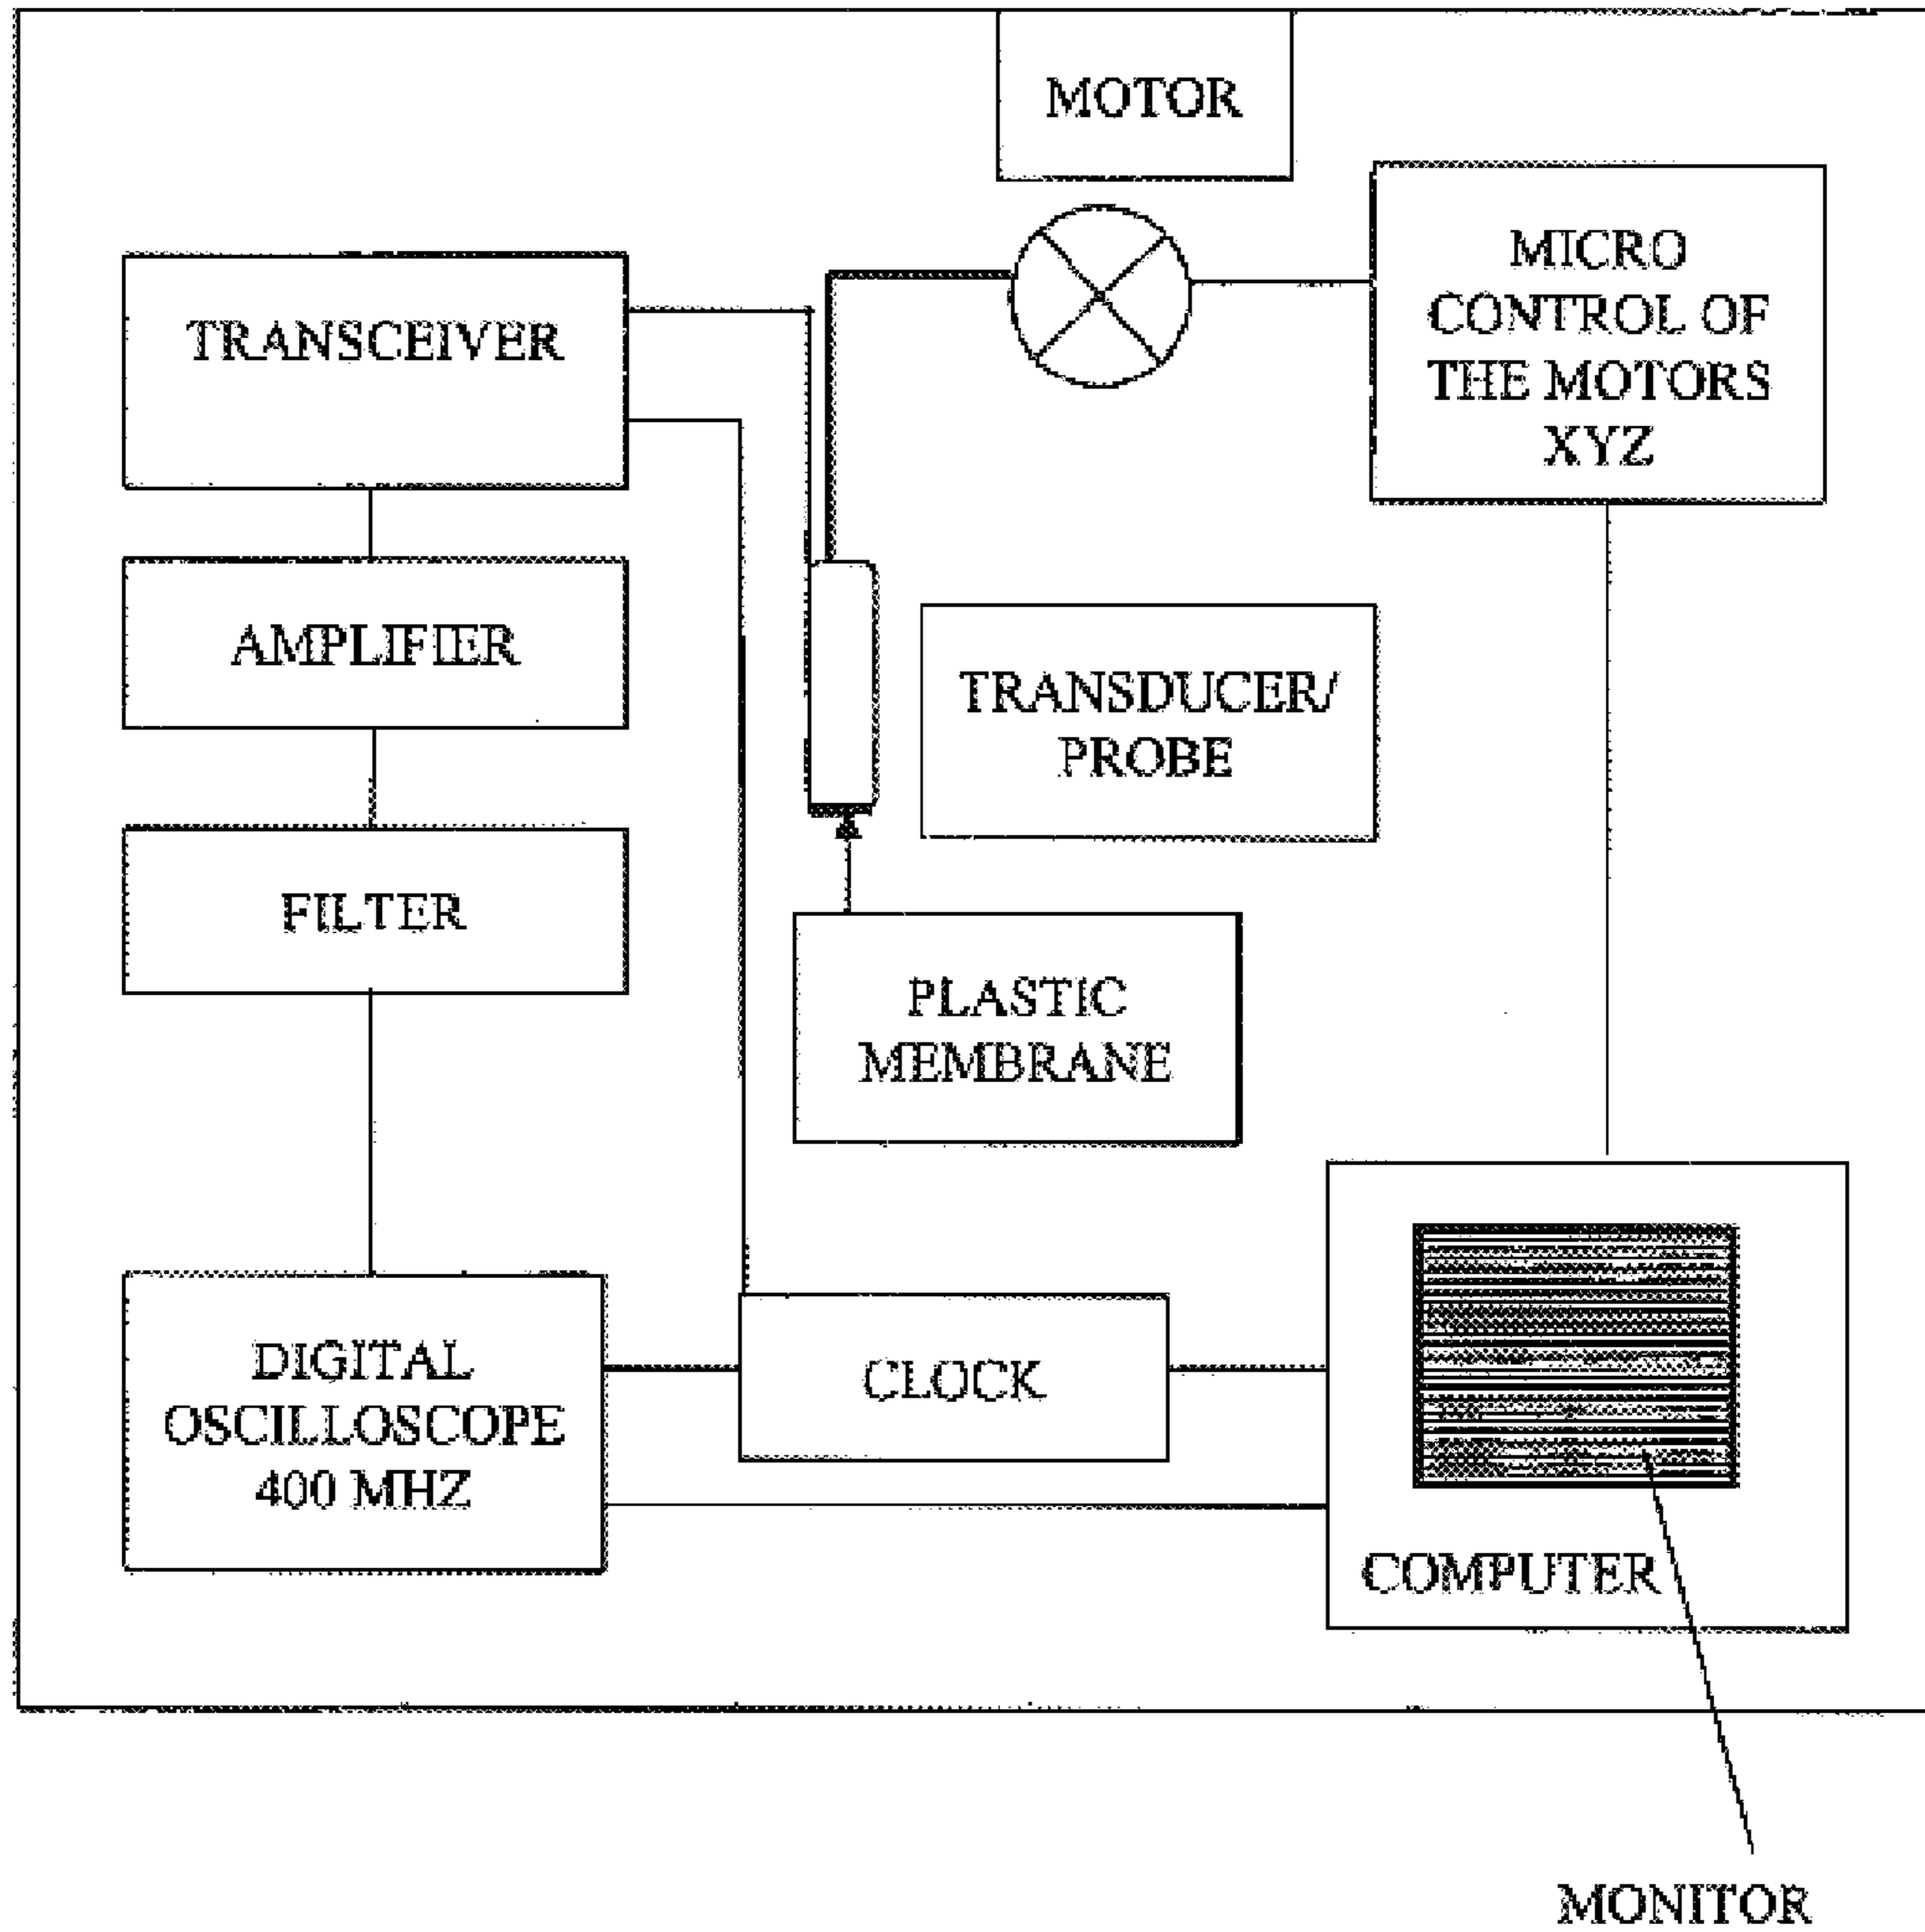 MOTOR
MICRO
CONTROL OF
THE MOTORS
XYZ
TRANSCEIVER
AMPLIFIER
TRANSDUCER/
PROBE
FILTER
PLASTIC
MEMBRANE
DIGITAL
OSCILLOSCOPE
400 MHZ
CLOCK
COMPUTER
MONITOR